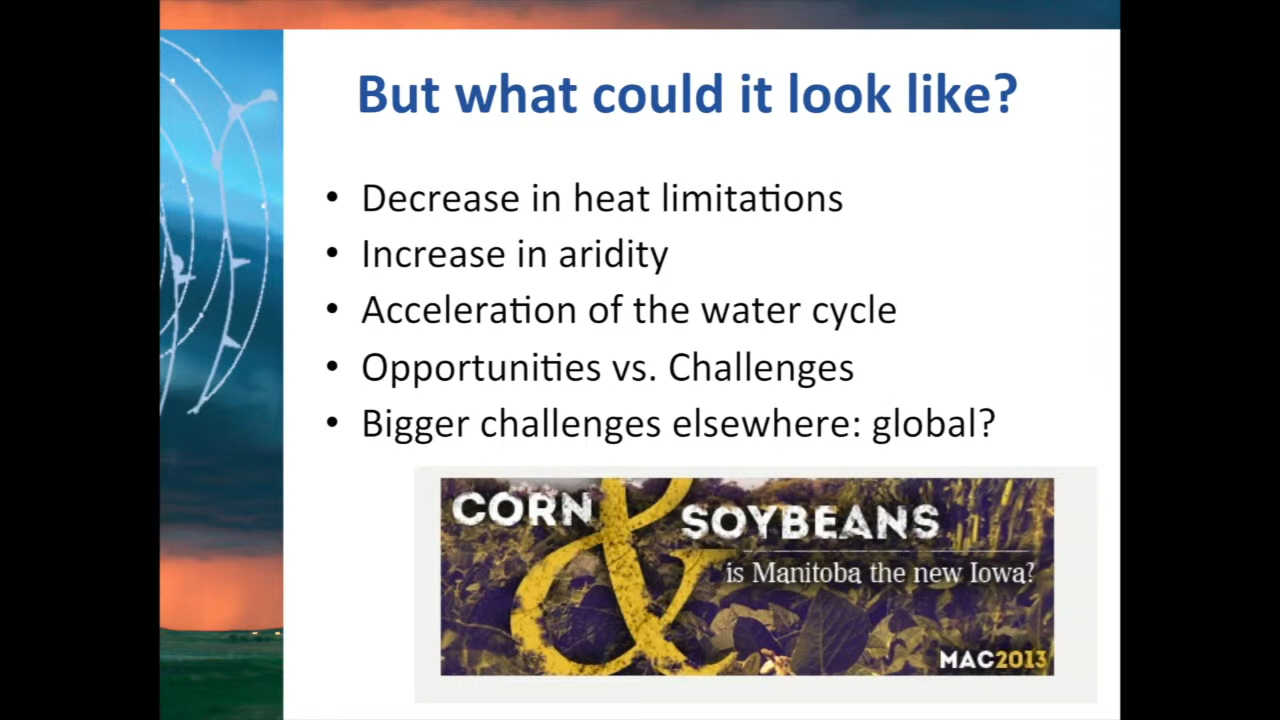 But what could it look like?
• Decrease in heat limitations
• Increase in aridity
• Acceleration of the water cycle
• Opportunities vs. Challenges
• Bigger challenges elsewhere: global?
CORN & SOYBEANS
is Manitoba the new Iowa?
MAC2013